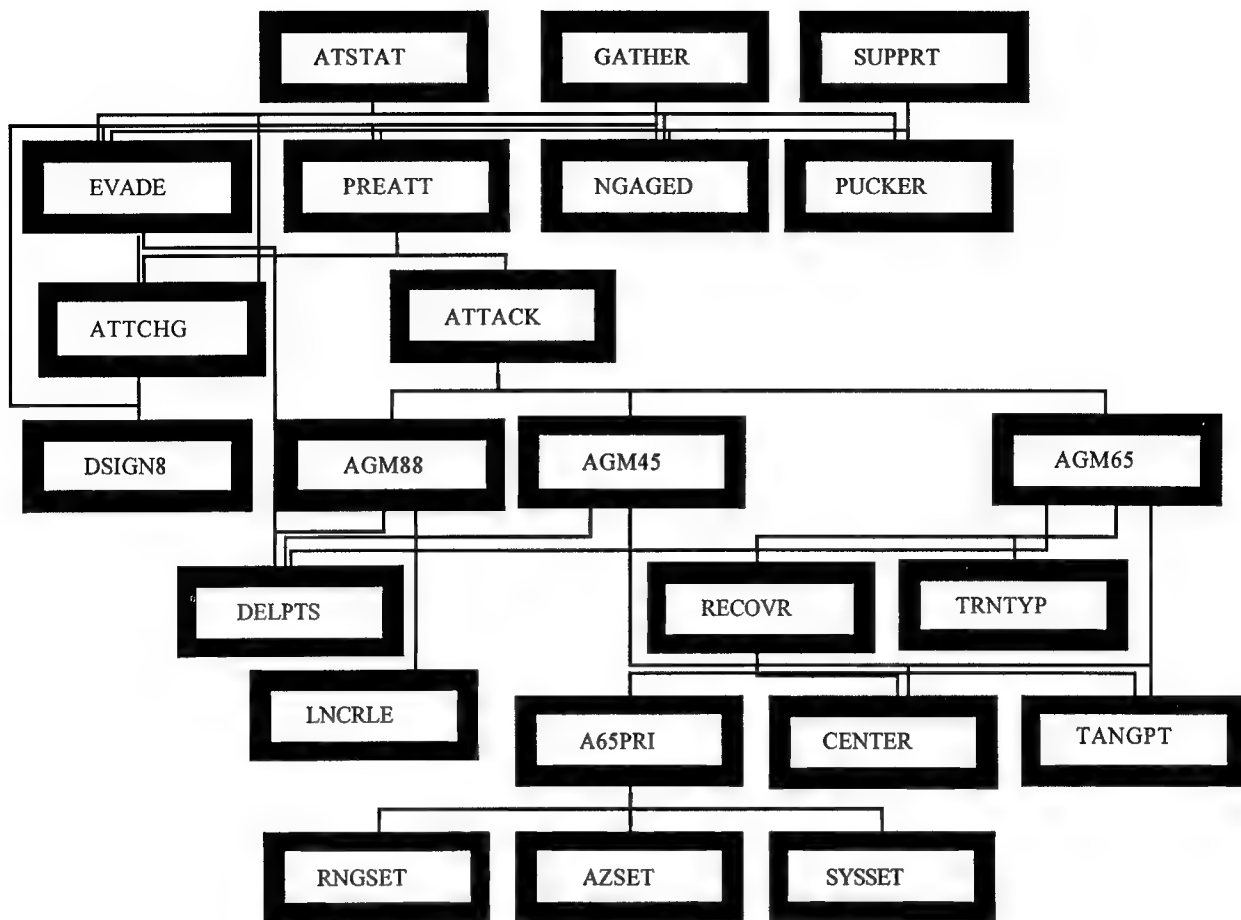 ATSTAT
GATHER
SUPPRT
EVADE
PREATT
NGAGED
PUCKER
ATTCHG
ATTACK
DSIGN8
AGM88
AGM45
AGM65
DELPTS
RECOVR
TRNTYP
LNCRLE
A65PRI
CENTER
TANGPT
RNGSET
AZSET
SYSSET